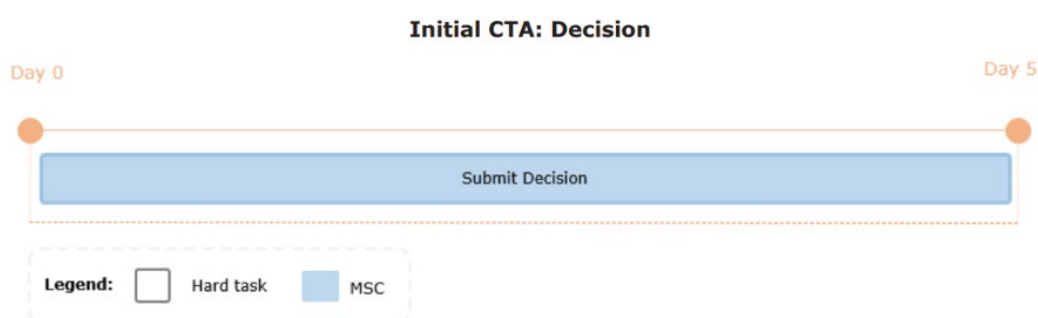 Initial CTA: Decision
Day 0
Day 5
Submit Decision
Legend: Hard task MSC